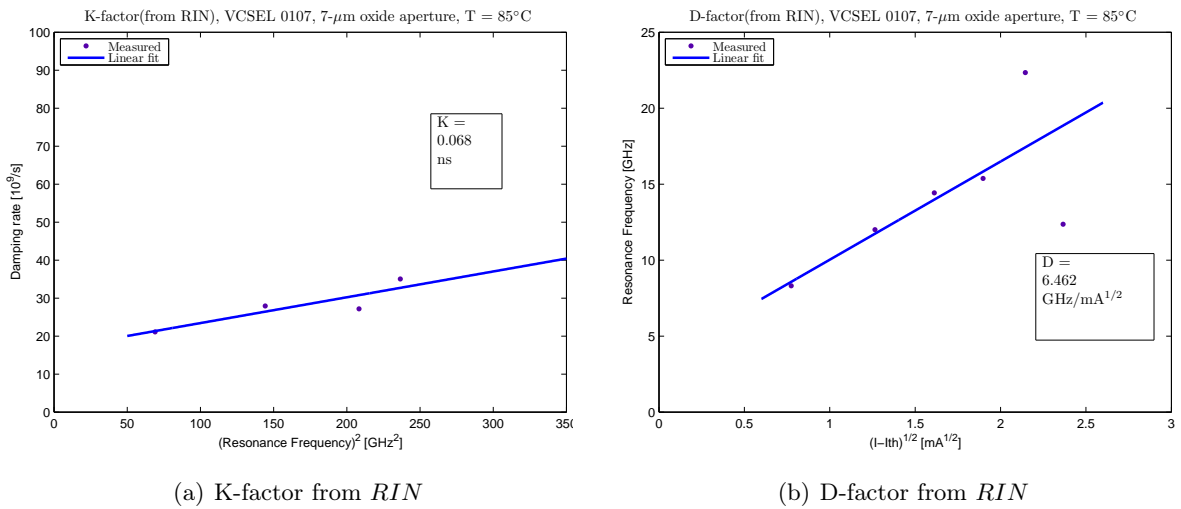 K-factor(from RIN), VCSEL 0107, 7-μm oxide aperture, T = 85°C
Measured
Linear fit
100
90
80
70
60
50
40
30
20
10
0
Damping rate [10^9/s]
K =
0.068
ns
0 50 100 150 200 250 300 350
(Resonance Frequency)^2 [GHz^2]
(a) K-factor from RIN
D-factor(from RIN), VCSEL 0107, 7-μm oxide aperture, T = 85°C
Measured
Linear fit
25
20
15
10
5
0
Resonance Frequency [GHz]
D =
6.462
GHz/mA^1/2
0 0.5 1 1.5 2 2.5 3
(I−Ith)^1/2 [mA^1/2]
(b) D-factor from RIN